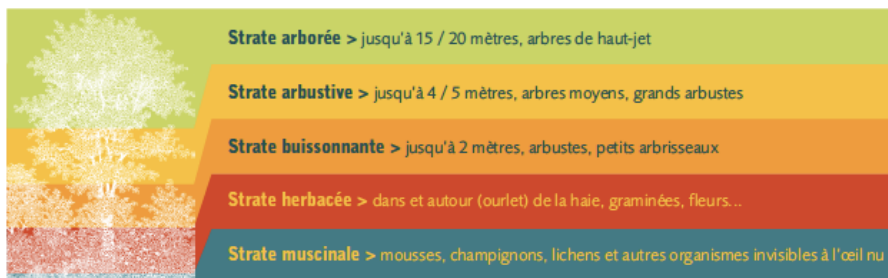 Strate arborée > jusqu'à 15 / 20 mètres, arbres de haut-jet
Strate arbustive > jusqu'à 4 / 5 mètres, arbres moyens, grands arbustes
Strate buissonnante > jusqu'à 2 mètres, arbustes, petits arbrisseaux
Strate herbacée > dans et autour (ourlet) de la haie, graminées, fleurs...
Strate muscinale > mousses, champignons, lichens et autres organismes invisibles à l'œil nu